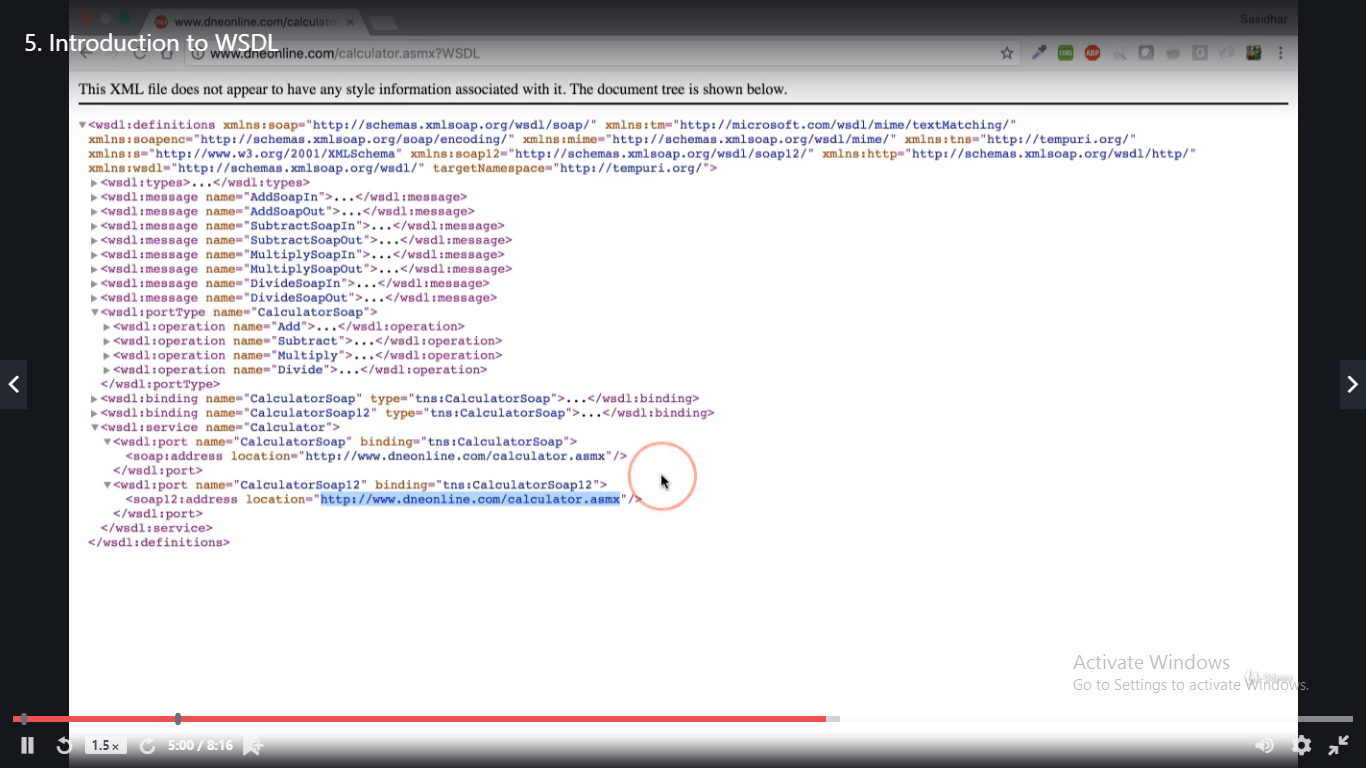 www.dneonline.com/calculato
Sasidhar
5. Introduction to WSDL
www.dneonline.com/calculator.asmx?WSDL
ABP
This XML file does not appear to have any style information associated with it. The document tree is shown below.
▼<wsdl:definitions xmlns:soap="http://schemas.xmlsoap.org/wsdl/soap/" xmlns:tm="http://microsoft.com/wsdl/mime/textMatching/"
xmlns:soapenc="http://schemas.xmlsoap.org/soap/encoding/" xmlns:mime="http://schemas.xmlsoap.org/wsdl/mime/" xmlns:tns="http://tempuri.org/"
xmlns:s="http://www.w3.org/2001/XMLSchema" xmlns:soap12="http://schemas.xmlsoap.org/wsdl/soap12/" xmlns:http="http://schemas.xmlsoap.org/wsdl/http/"
xmlns:wsdl="http://schemas.xmlsoap.org/wsdl/" targetNamespace="http://tempuri.org/">
▶<wsdl:types>...</wsdl:types>
▶<wsdl:message name="AddSoapIn">...</wsdl:message>
▶<wsdl:message name="AddSoapOut">...</wsdl:message>
▶<wsdl:message name="SubtractSoapIn">...</wsdl:message>
▶<wsdl:message name="SubtractSoapOut">...</wsdl:message>
▶<wsdl:message name="MultiplySoapIn">...</wsdl:message>
▶<wsdl:message name="MultiplySoapOut">...</wsdl:message>
▶<wsdl:message name="DivideSoapIn">...</wsdl:message>
▶<wsdl:message name="DivideSoapOut">...</wsdl:message>
▼<wsdl:portType name="CalculatorSoap">
▶<wsdl:operation name="Add">...</wsdl:operation>
▶<wsdl:operation name="Subtract">...</wsdl:operation>
▶<wsdl:operation name="Multiply">...</wsdl:operation>
▶<wsdl:operation name="Divide">...</wsdl:operation>
</wsdl:portType>
▶<wsdl:binding name="CalculatorSoap" type="tns:CalculatorSoap">...</wsdl:binding>
▶<wsdl:binding name="CalculatorSoap12" type="tns:CalculatorSoap">...</wsdl:binding>
▼<wsdl:service name="Calculator">
▼<wsdl:port name="CalculatorSoap" binding="tns:CalculatorSoap">
<soap:address location="http://www.dneonline.com/calculator.asmx"/>
</wsdl:port>
▼<wsdl:port name="CalculatorSoap12" binding="tns:CalculatorSoap12">
<soap12:address location="http://www.dneonline.com/calculator.asmx"/>
</wsdl:port>
</wsdl:service>
</wsdl:definitions>
Activate Windows
Go to Settings to activate Windows.
1.5×
5:00 / 8:16